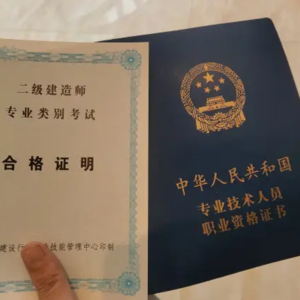 二级建造师
专业类别考试
合格证明
建设行 技能管理中心印制
中华人民共和国
专业技术人员
职业资格证书